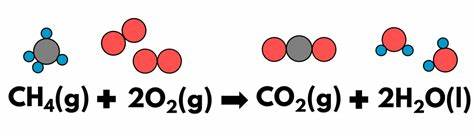 CH₄(g) + 2O₂(g) ➡ CO₂(g) + 2H₂O(l)